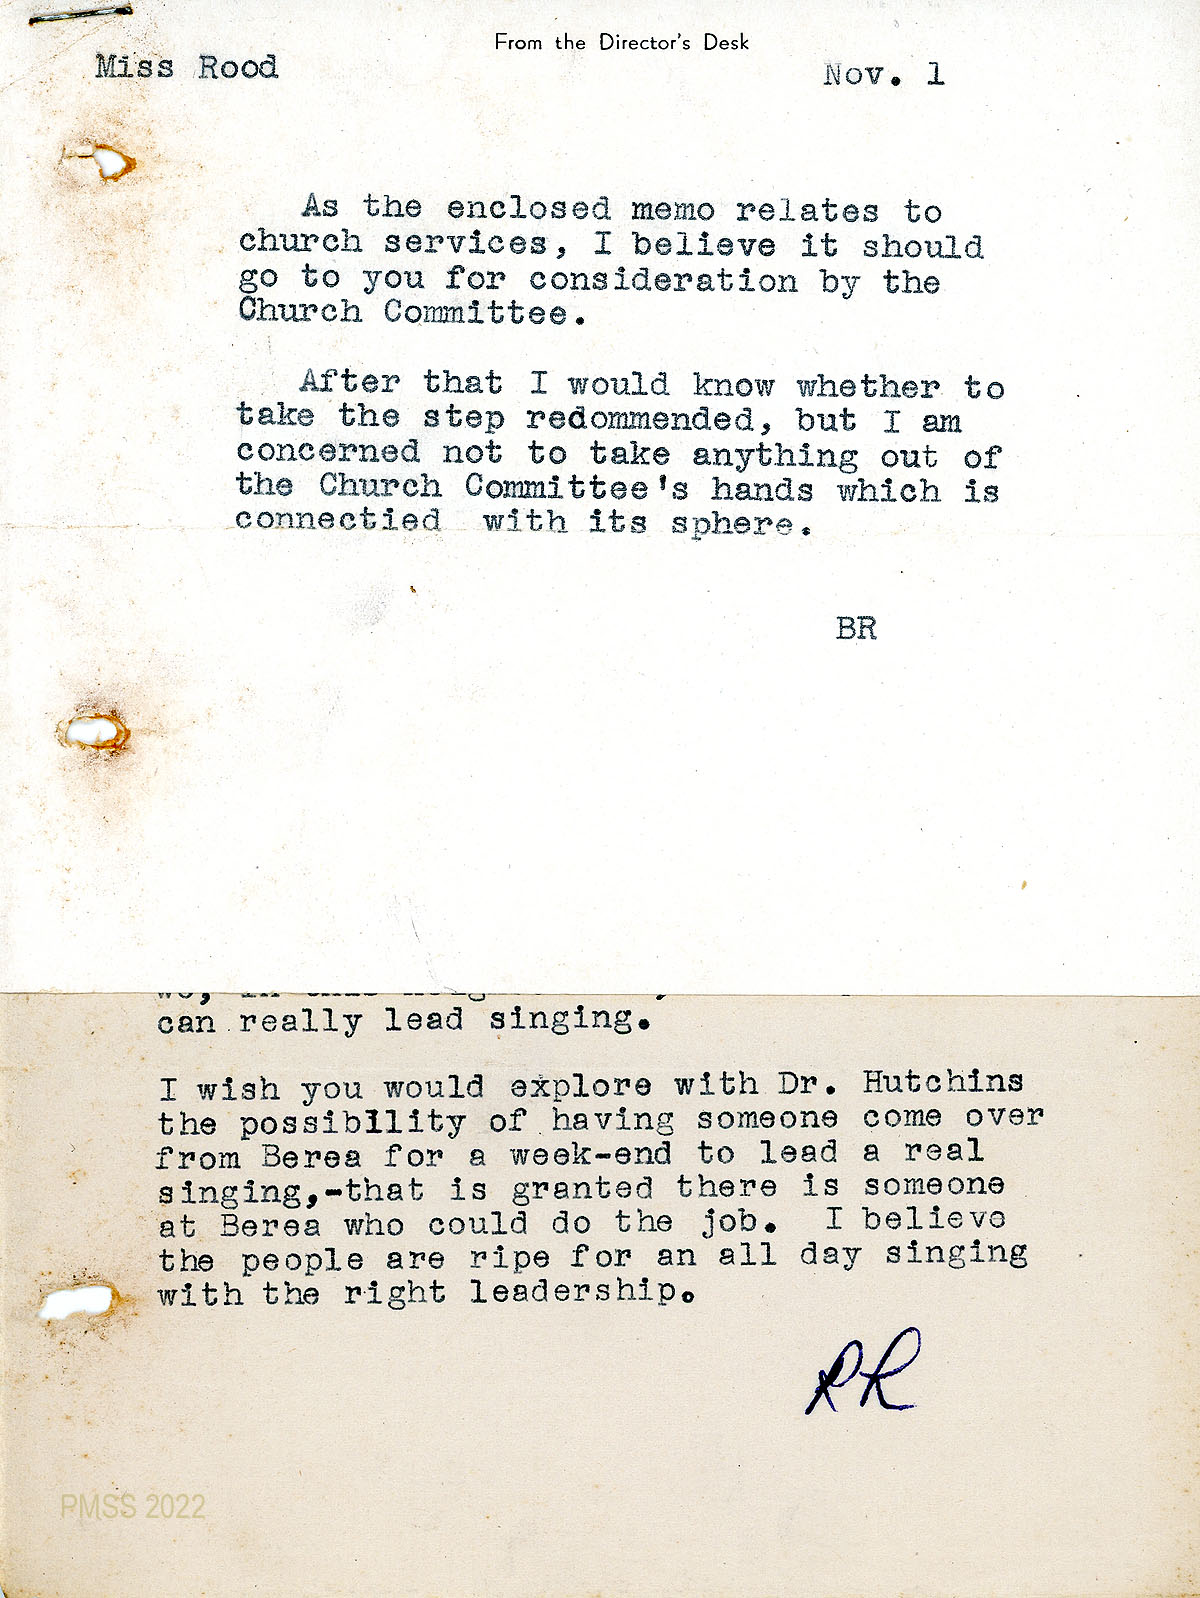 From the Director's Desk
Miss Rood
Nov. 1
As the enclosed memo relates to
church services, I believe it should
go to you for consideration by the
Church Committee.
After that I would know whether to
take the step redommended, but I am
concerned not to take anything out of
the Church Committee's hands which is
connectied with its sphere.
BR
can really lead singing.
I wish you would explore with Dr. Hutchins
the possibility of having someone come over
from Berea for a week-end to lead a real
singing,-that is granted there is someone
at Berea who could do the job. I believe
the people are ripe for an all day singing
with the right leadership.
RR
PMSS 2022